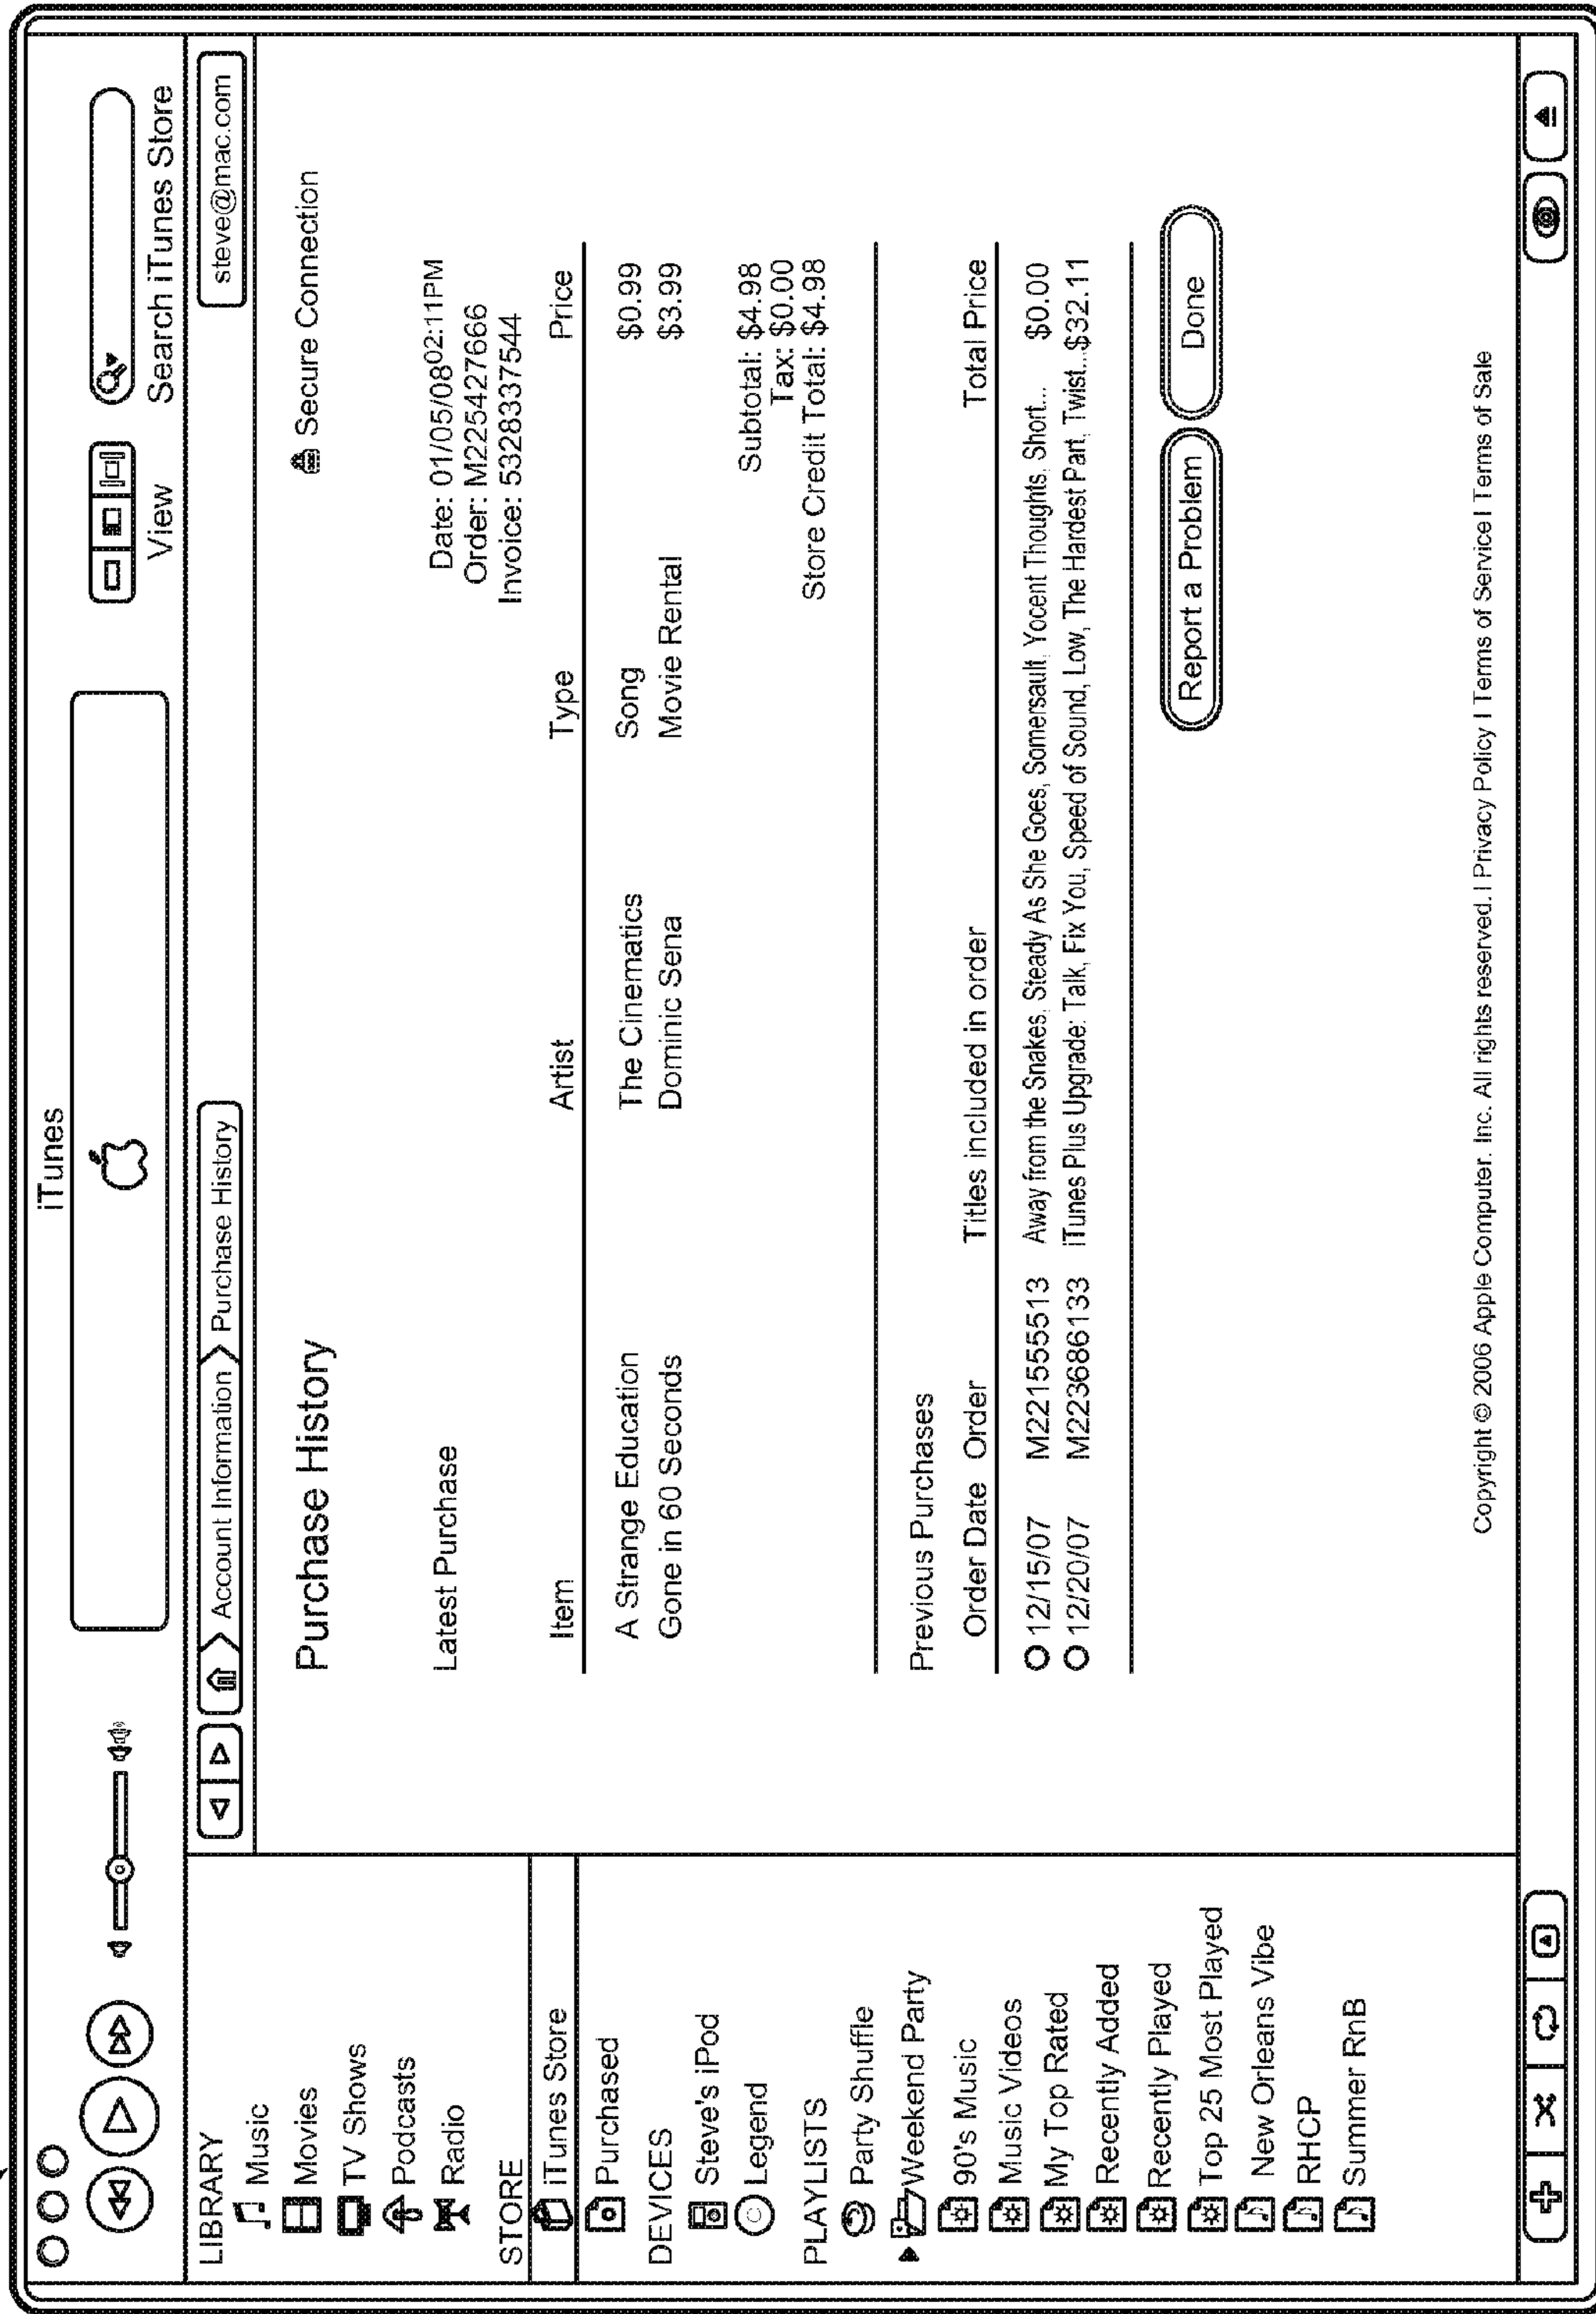 iTunes
View
Search iTunes Store
LIBRARY
Music
Movies
TV Shows
Podcasts
Radio
STORE
iTunes Store
Purchased
DEVICES
Steve's iPod
Legend
PLAYLISTS
Party Shuffle
Weekend Party
90's Music
Music Videos
My Top Rated
Recently Added
Recently Played
Top 25 Most Played
New Orleans Vibe
RHCP
Summer RnB
Account Information Purchase History steve@mac.com
Purchase History Secure Connection
Latest Purchase Date: 01/05/08 02:11PM
Order: M225427666
Invoice: 5328337544
Item Artist Type Price
A Strange Education The Cinematics Song $0.99
Gone in 60 Seconds Dominic Sena Movie Rental $3.99
Subtotal: $4.98
Tax: $0.00
Store Credit Total: $4.98
Previous Purchases
Order Date Order Titles included in order Total Price
12/15/07 M221555513 Away from the Snakes, Steady As She Goes, Somersault, Yocent Thoughts, Short... $0.00
12/20/07 M223686133 iTunes Plus Upgrade: Talk, Fix You, Speed of Sound, Low, The Hardest Part, Twist...$32.11
Report a Problem Done
Copyright © 2006 Apple Computer. Inc. All rights reserved. | Privacy Policy | Terms of Service | Terms of Sale